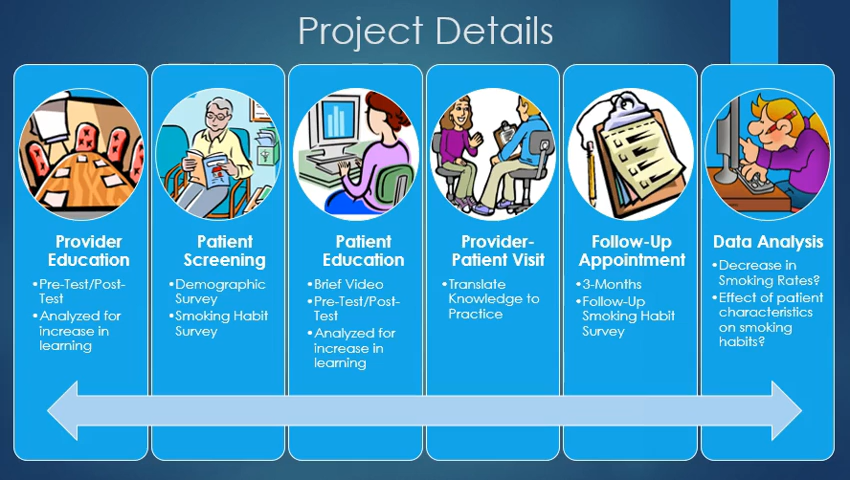 Project Details
Provider
Education
•Pre-Test/Post-
Test
•Analyzed for
increase in
learning
Patient
Screening
•Demographic
Survey
•Smoking Habit
Survey
Patient
Education
•Brief Video
•Pre-Test/Post-
Test
•Analyzed for
increase in
learning
Provider-
Patient Visit
•Translate
Knowledge to
Practice
Follow-Up
Appointment
•3-Months
•Follow-Up
Smoking Habit
Survey
Data Analysis
•Decrease in
Smoking Rates?
•Effect of patient
characteristics
on smoking
habits?